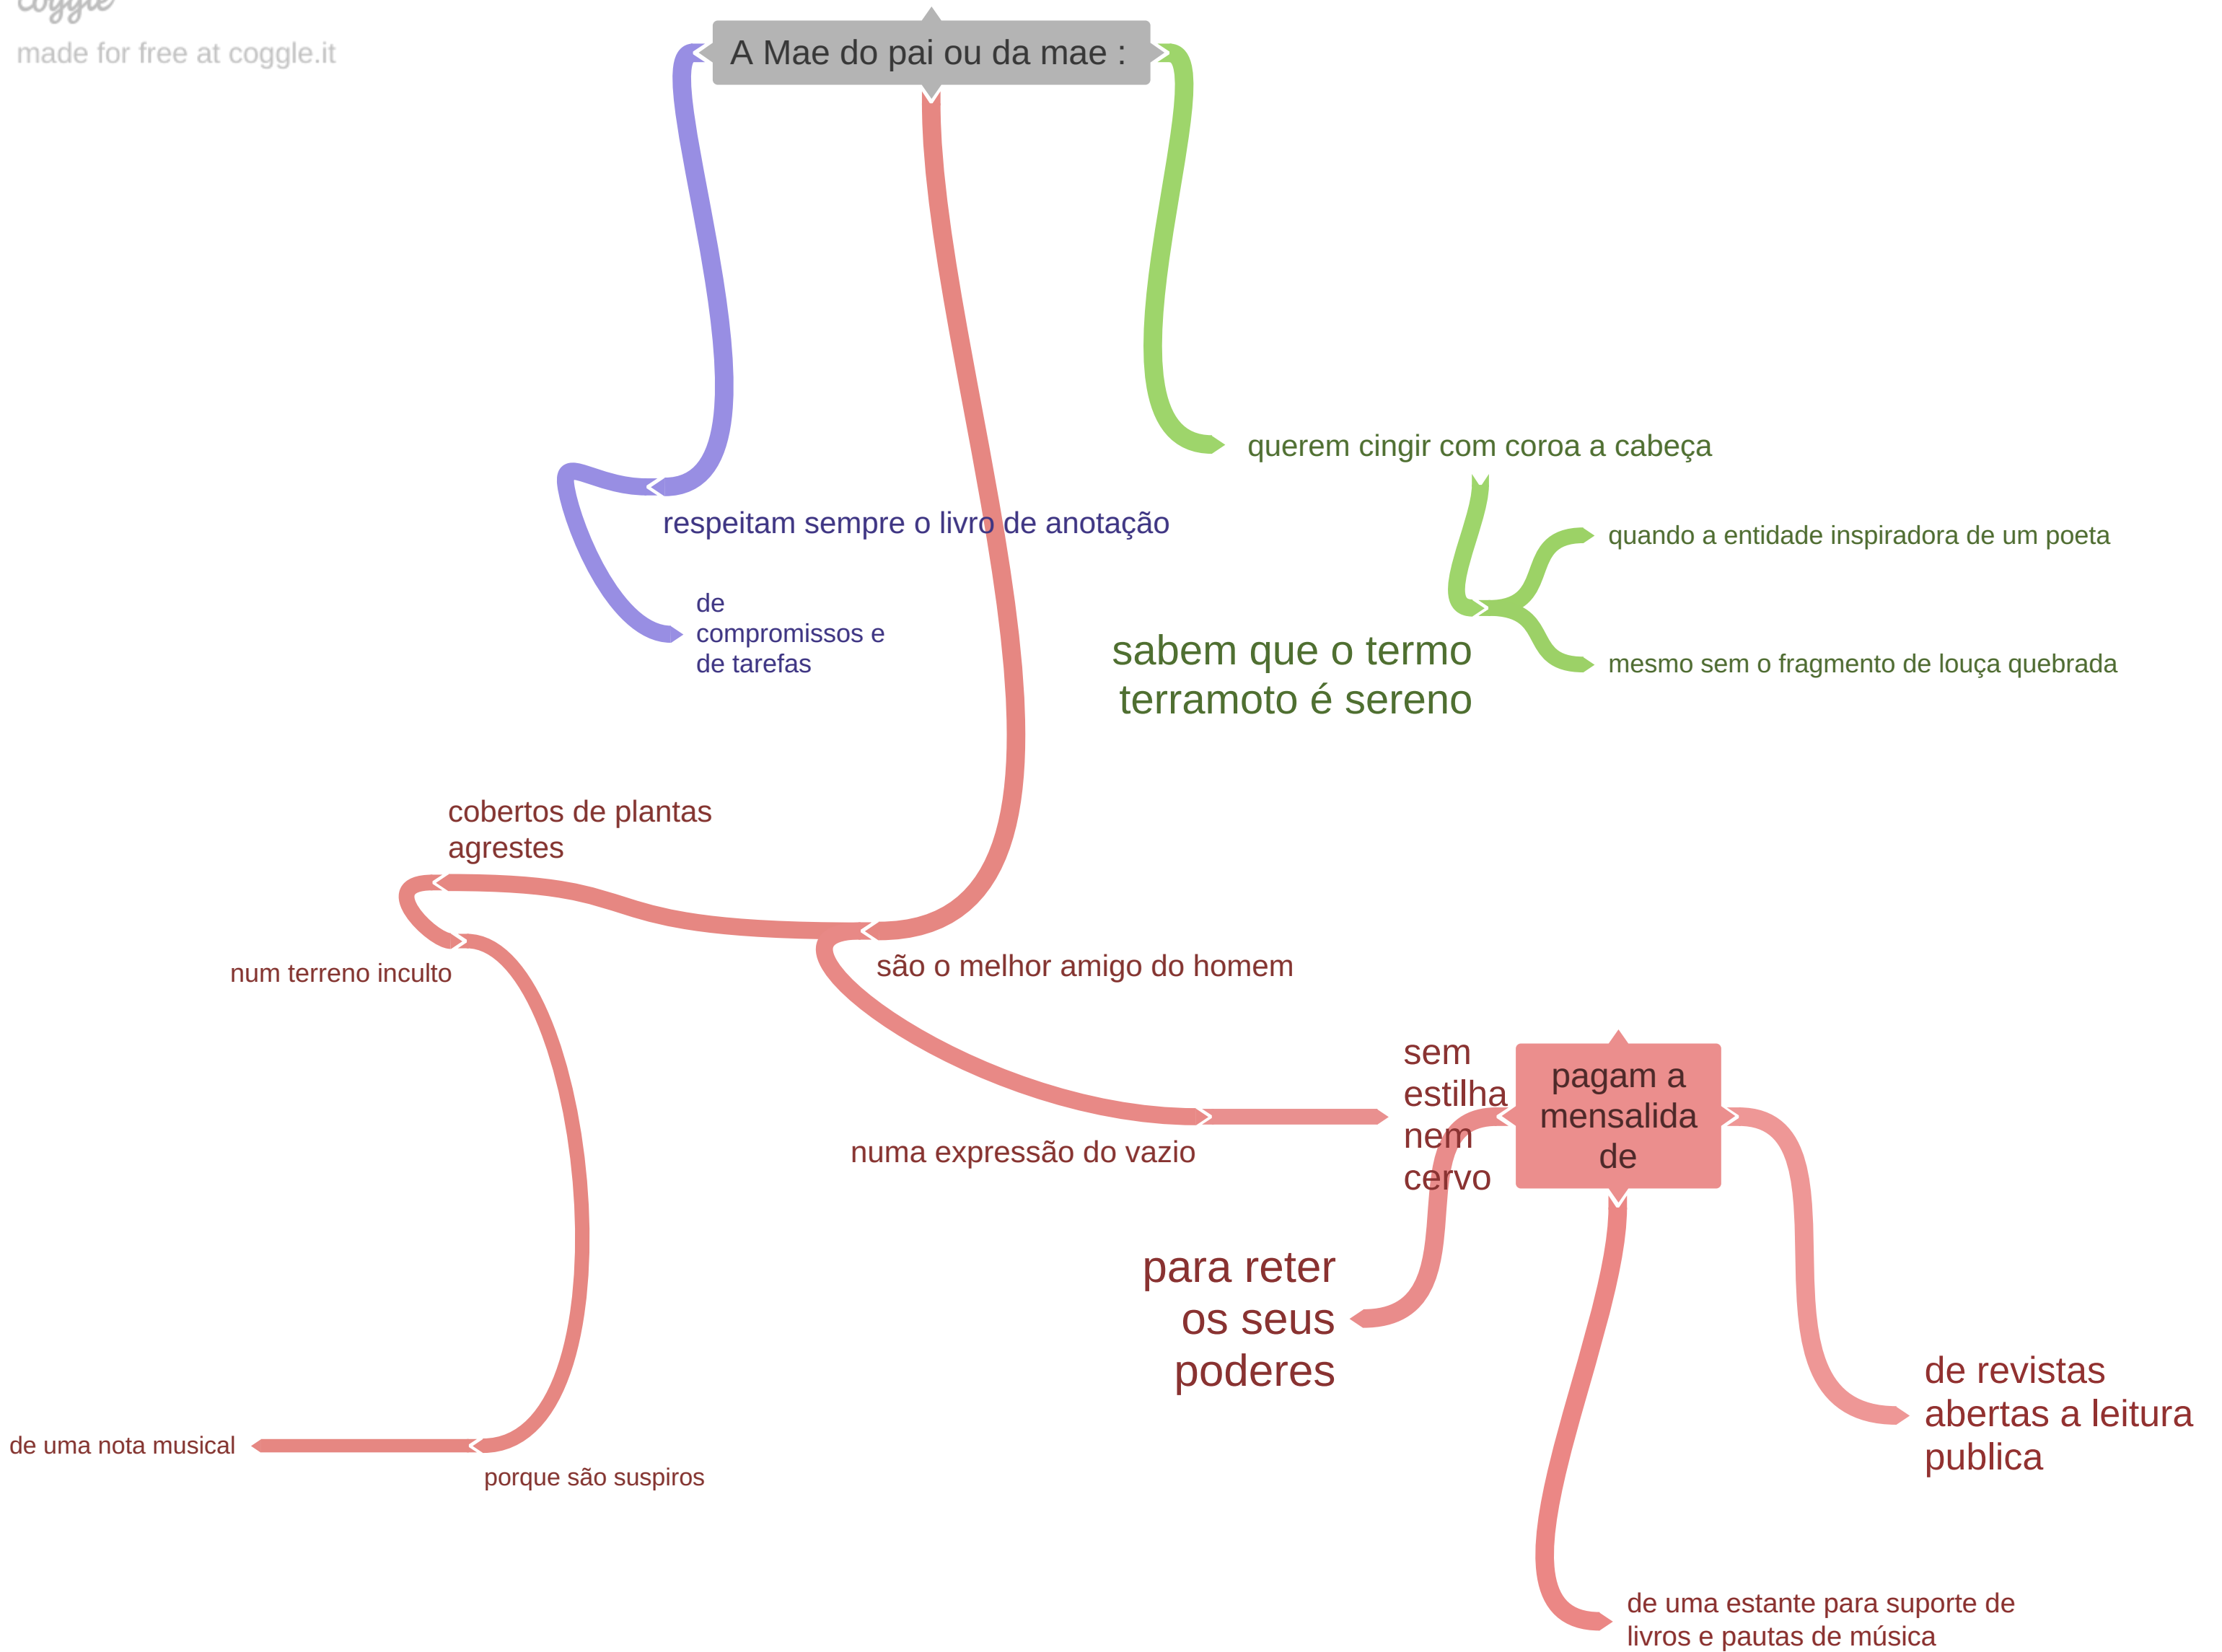 coggle
made for free at coggle.it
A Mae do pai ou da mae :
querem cingir com coroa a cabeça
respeitam sempre o livro de anotação
quando a entidade inspiradora de um poeta
de
compromissos e
de tarefas
sabem que o termo
terramoto é sereno
mesmo sem o fragmento de louça quebrada
cobertos de plantas
agrestes
são o melhor amigo do homem
num terreno inculto
sem
estilha
nem
cervo
pagam a
mensalida
de
numa expressão do vazio
para reter
os seus
poderes
de revistas
abertas a leitura
publica
de uma nota musical
porque são suspiros
de uma estante para suporte de
livros e pautas de música